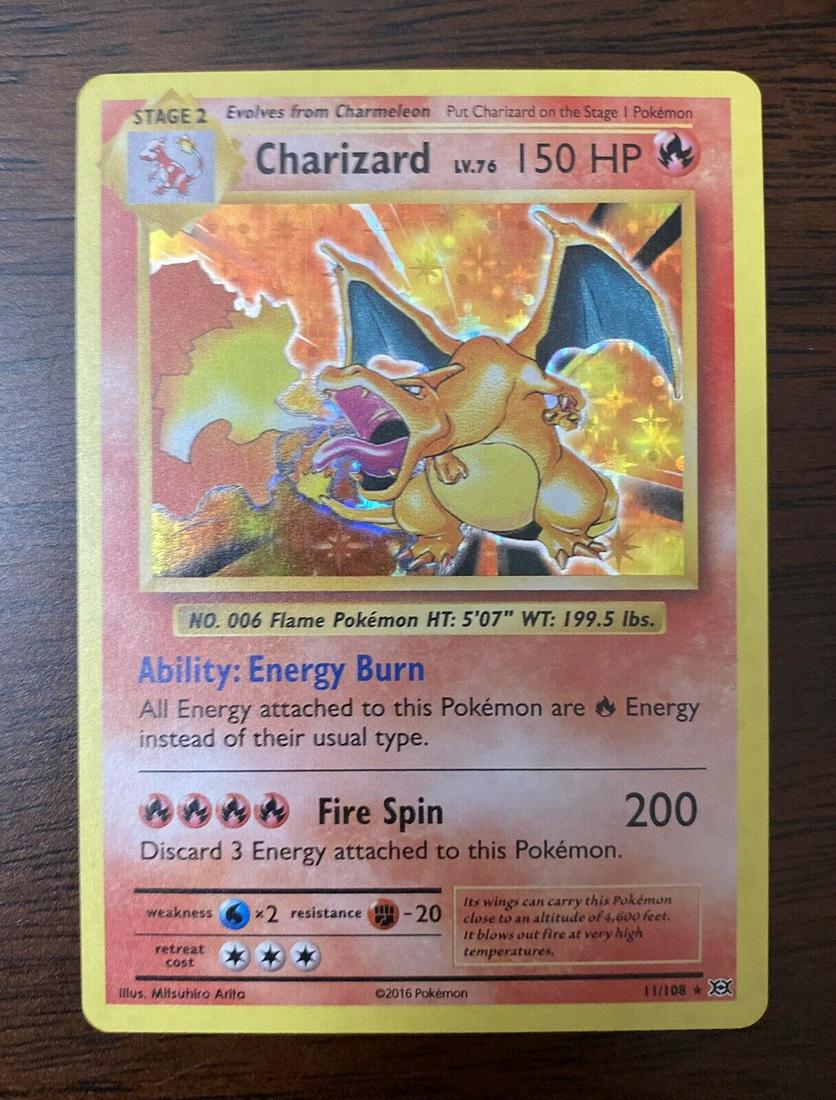 STAGE 2 Evolves from Charmeleon Put Charizard on the Stage 1 Pokémon
Charizard LV.76 150 HP
NO. 006 Flame Pokémon HT: 5'07" WT: 199.5 lbs.
Ability: Energy Burn
All Energy attached to this Pokémon are Energy
instead of their usual type.
Fire Spin 200
Discard 3 Energy attached to this Pokémon.
weakness ×2 resistance -20
retreat
cost
Its wings can carry this Pokémon
close to an altitude of 4,600 feet.
It blows out fire at very high
temperatures.
Illus. Mitsuhiro Arita ©2016 Pokémon 11/108 ★